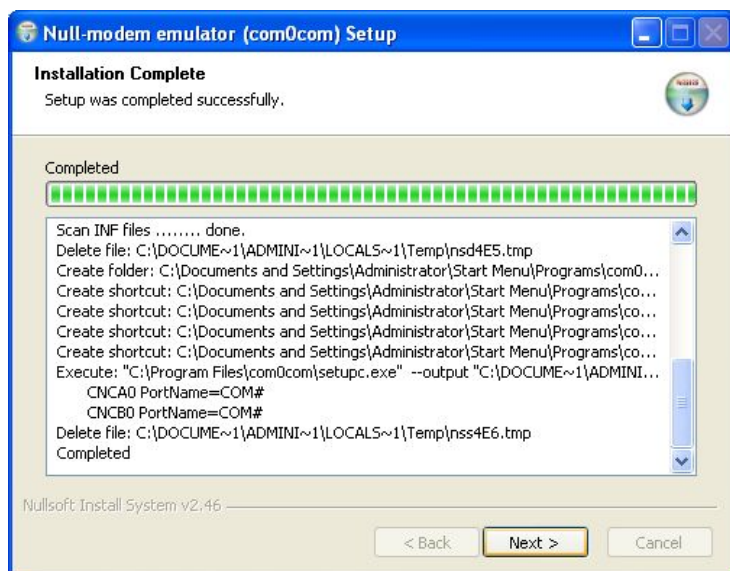 Null-modem emulator (com0com) Setup
Installation Complete
Setup was completed successfully.
NSIS
Completed
Scan INF files ........ done.
Delete file: C:\DOCUME~1\ADMINI~1\LOCALS~1\Temp\nsd4E5.tmp
Create folder: C:\Documents and Settings\Administrator\Start Menu\Programs\com0...
Create shortcut: C:\Documents and Settings\Administrator\Start Menu\Programs\co...
Create shortcut: C:\Documents and Settings\Administrator\Start Menu\Programs\co...
Create shortcut: C:\Documents and Settings\Administrator\Start Menu\Programs\co...
Create shortcut: C:\Documents and Settings\Administrator\Start Menu\Programs\co...
Execute: "C:\Program Files\com0com\setupc.exe"  --output "C:\DOCUME~1\ADMINI...
CNCA0 PortName=COM#
CNCB0 PortName=COM#
Delete file: C:\DOCUME~1\ADMINI~1\LOCALS~1\Temp\nss4E6.tmp
Completed
Nullsoft Install System v2.46
< Back Next > Cancel